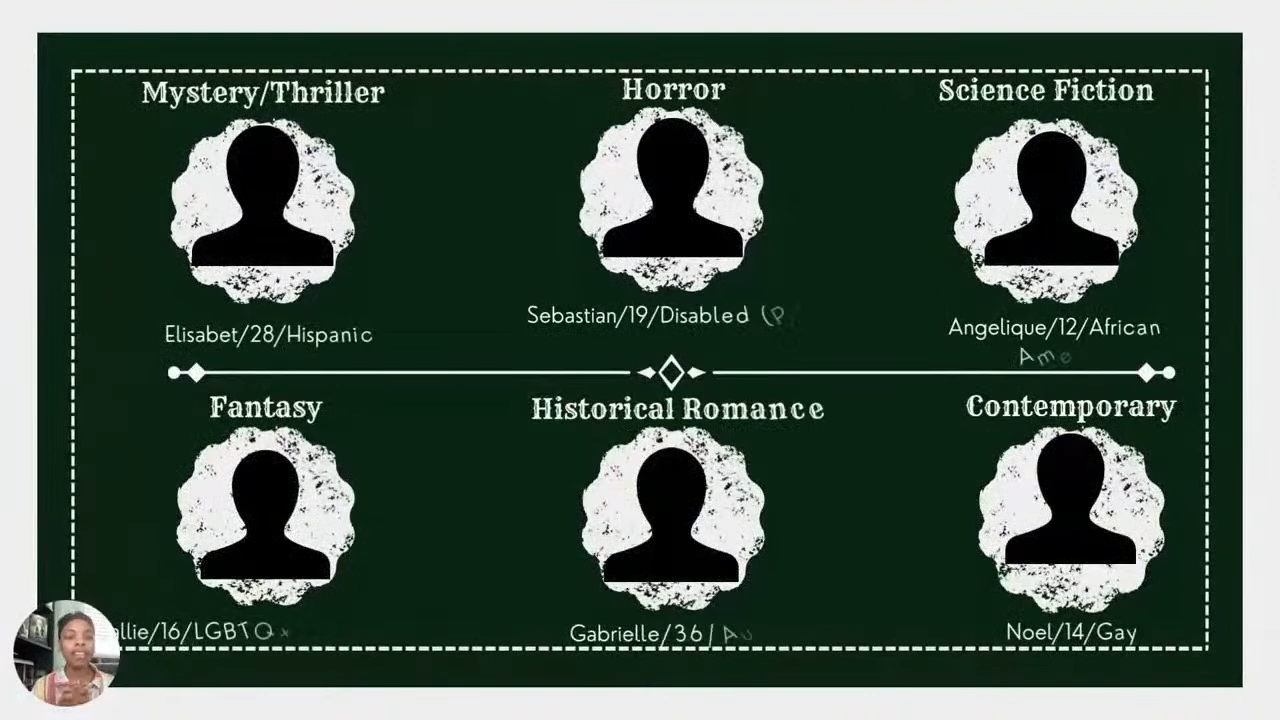 Mystery/Thriller
Horror
Science Fiction
Elisabet/28/Hispanic
Sebastian/19/Disabled
Angelique/12/African
Fantasy
Historical Romance
Contemporary
Gabrielle/36/
Noel/14/Gay